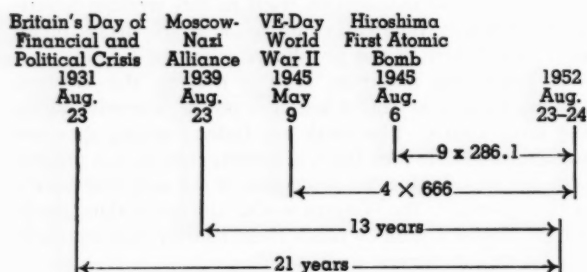 Britain's Day of
Financial and
Political Crisis
1931
Aug.
23
Moscow-
Nazi
Alliance
1939
Aug.
23
VE-Day
World
War II
1945
May
9
Hiroshima
First Atomic
Bomb
1945
Aug.
6
1952
Aug.
23–24
9 x 286.1
4 × 666
13 years
21 years